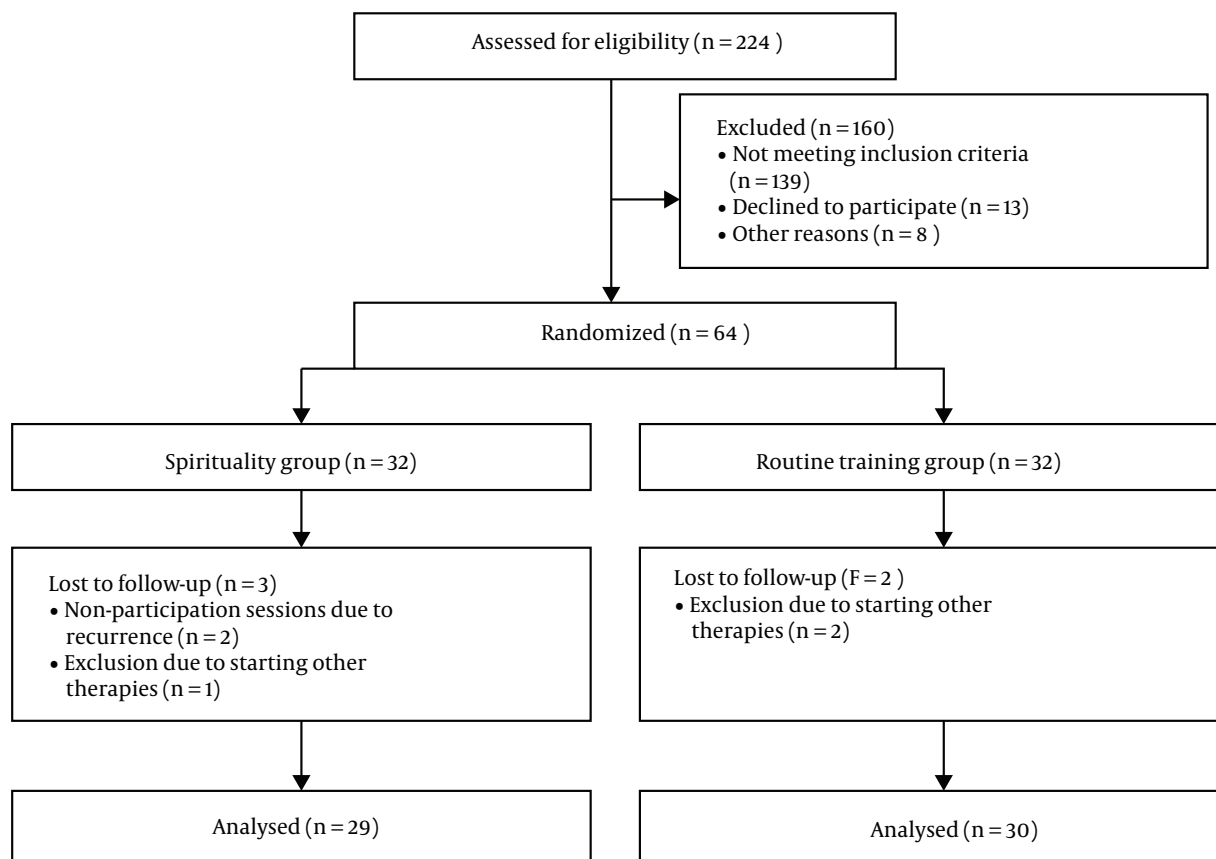 Assessed for eligibility (n = 224 )
Excluded (n = 160)
• Not meeting inclusion criteria
(n = 139)
• Declined to participate (n = 13)
• Other reasons (n = 8 )
Randomized (n = 64 )
Spirituality group (n = 32)
Routine training group (n = 32)
Lost to follow-up (n = 3)
• Non-participation sessions due to
recurrence (n = 2)
• Exclusion due to starting other
therapies (n = 1)
Lost to follow-up (F = 2 )
• Exclusion due to starting other
therapies (n = 2)
Analysed (n = 29)
Analysed (n = 30)